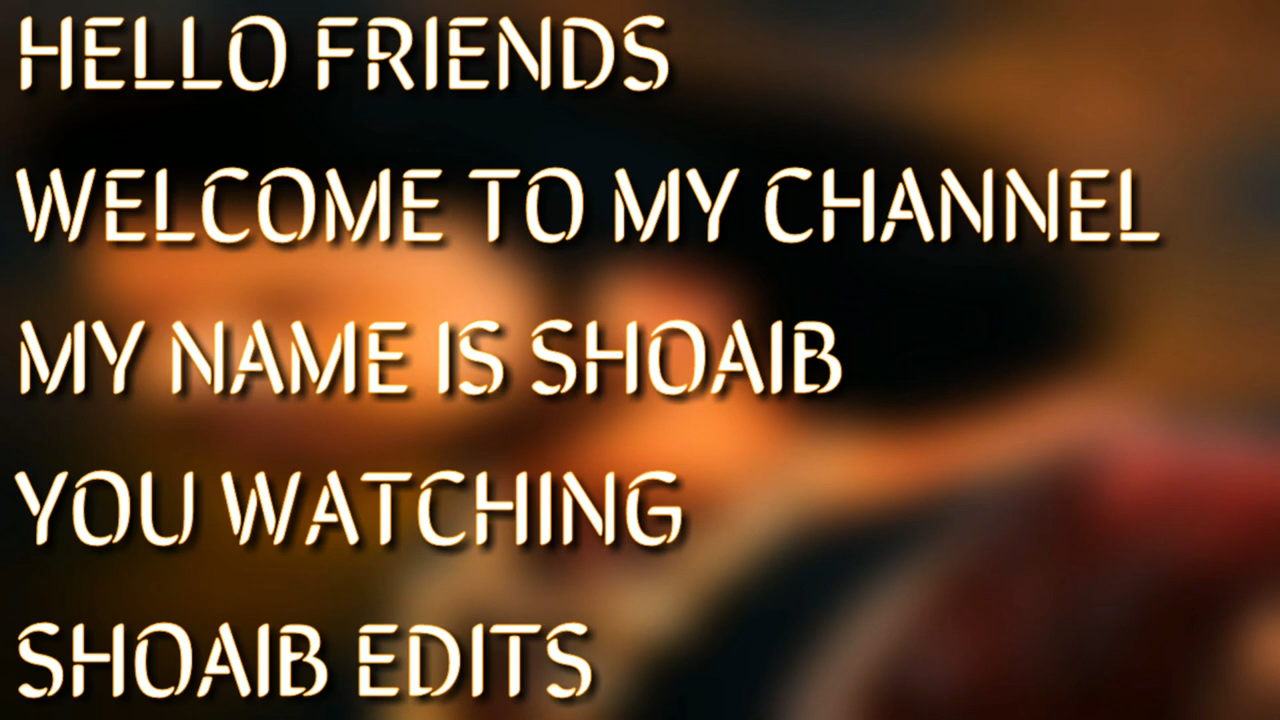 HELLO FRIENDS
WELCOME TO MY CHANNEL
MY NAME IS SHOAIB
YOU WATCHING
SHOAIB EDITS